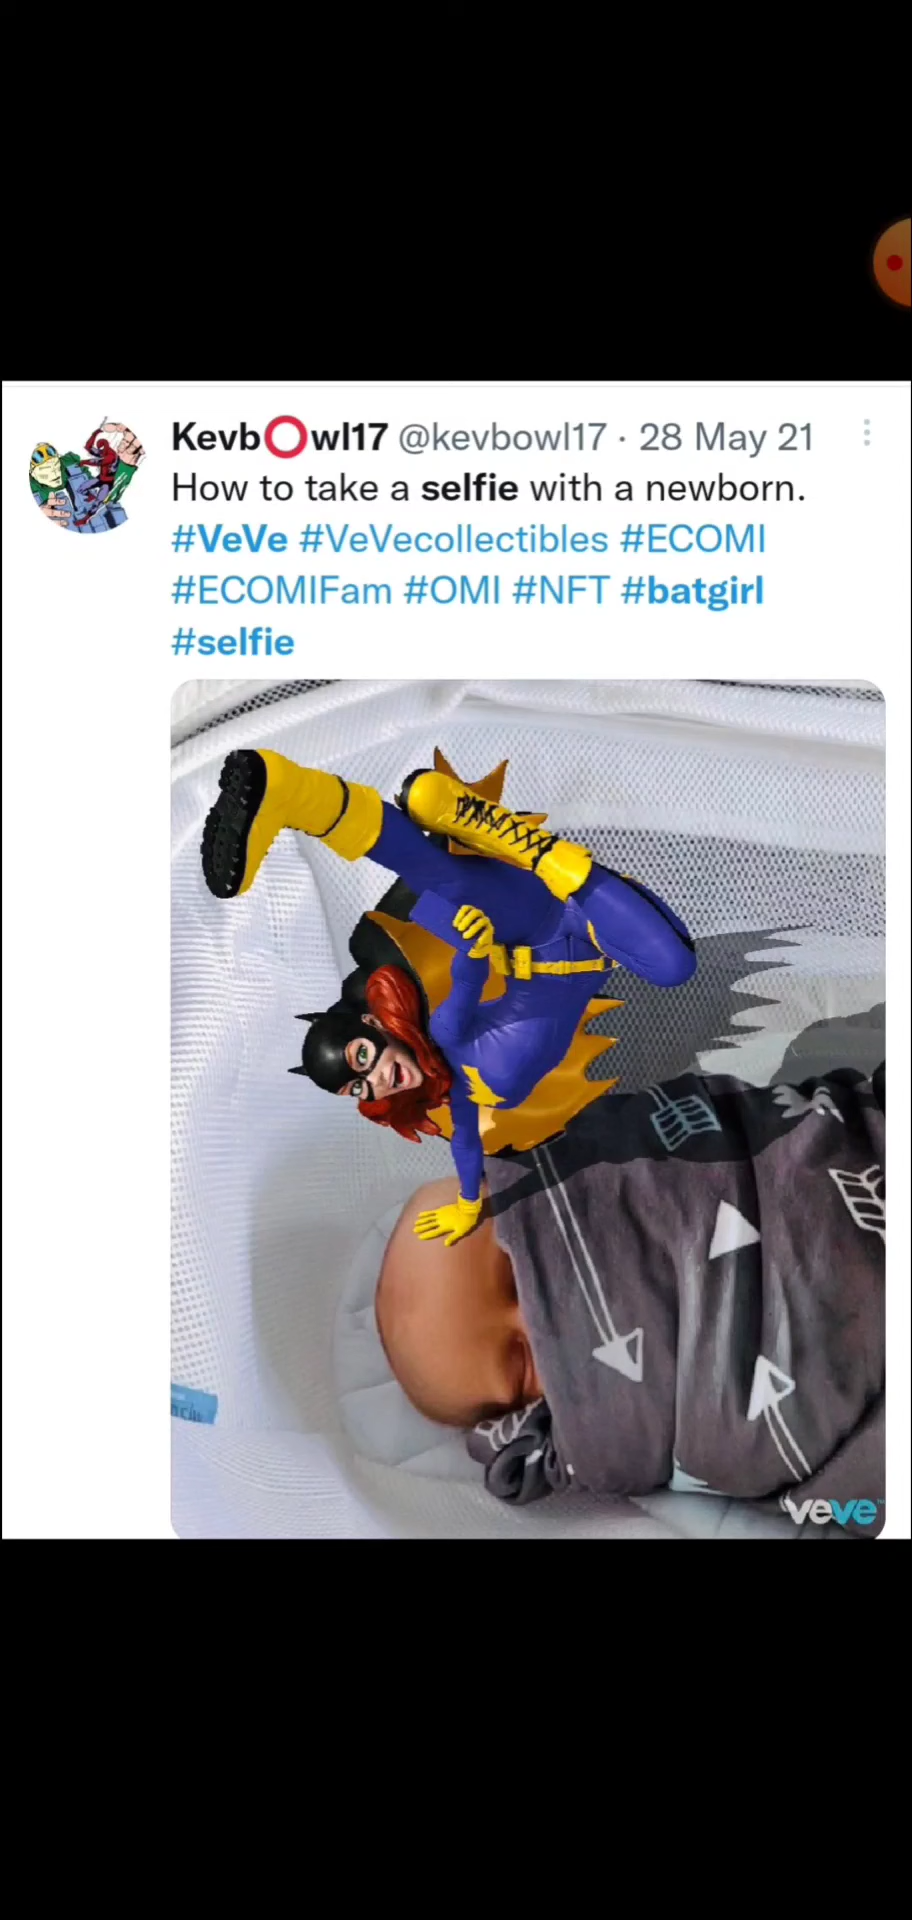 Kevb⭕wl17 @kevbowl17 · 28 May 21
How to take a selfie with a newborn.
#VeVe #VeVecollectibles #ECOMI
#ECOMIFam #OMI #NFT #batgirl
#selfie
veve